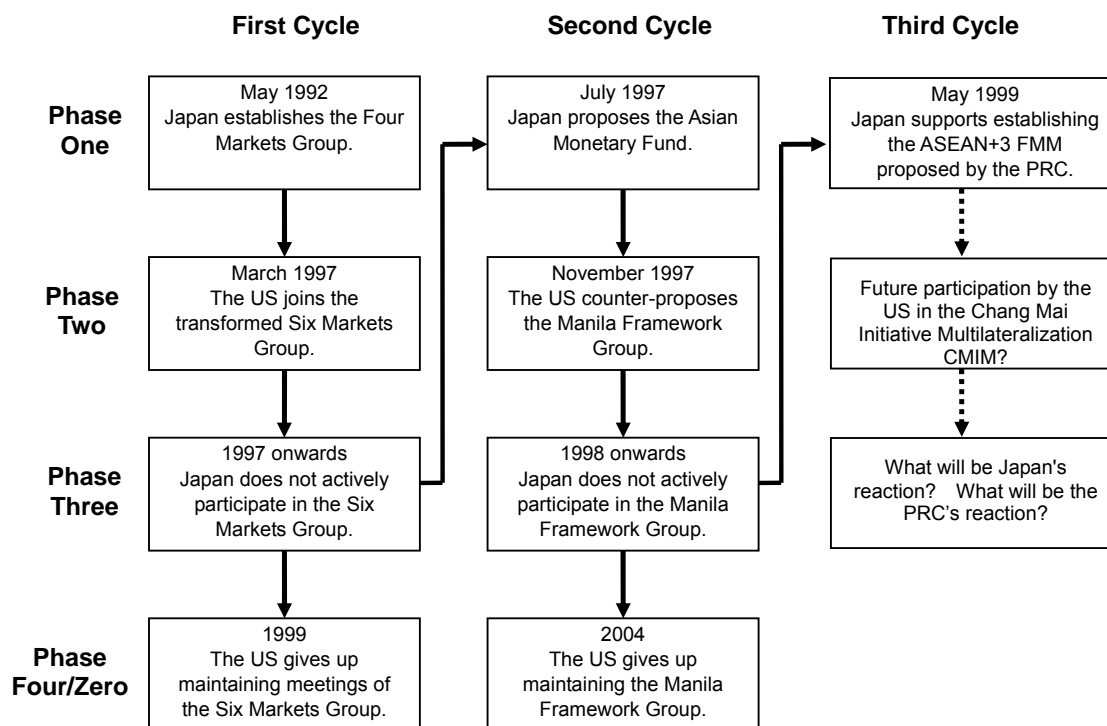 First Cycle
Second Cycle
Third Cycle
Phase
One
May 1992
Japan establishes the Four
Markets Group.
July 1997
Japan proposes the Asian
Monetary Fund.
May 1999
Japan supports establishing
the ASEAN+3 FMM
proposed by the PRC.
Phase
Two
March 1997
The US joins the
transformed Six Markets
Group.
November 1997
The US counter-proposes
the Manila Framework
Group.
Future participation by the
US in the Chang Mai
Initiative Multilateralization
CMIM?
Phase
Three
1997 onwards
Japan does not actively
participate in the Six
Markets Group.
1998 onwards
Japan does not actively
participate in the Manila
Framework Group.
What will be Japan's
reaction? What will be the
PRC’s reaction?
Phase
Four/Zero
1999
The US gives up
maintaining meetings of
the Six Markets Group.
2004
The US gives up
maintaining the Manila
Framework Group.